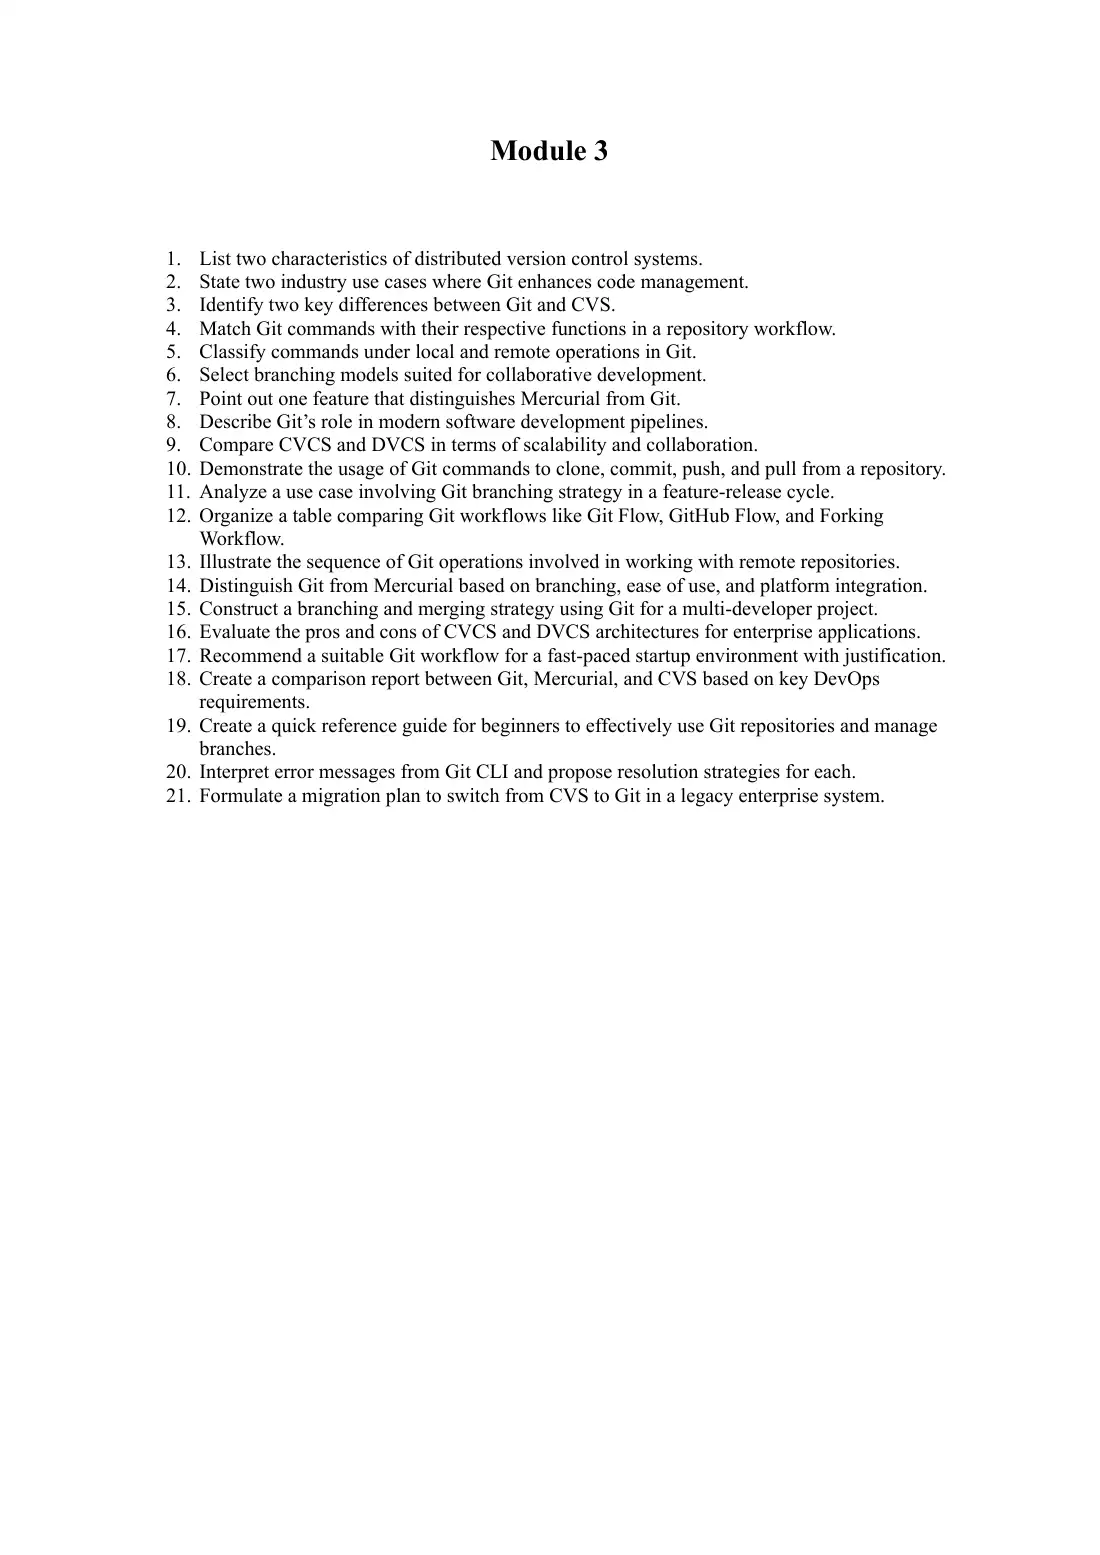 Module 3
1. List two characteristics of distributed version control systems.
2. State two industry use cases where Git enhances code management.
3. Identify two key differences between Git and CVS.
4. Match Git commands with their respective functions in a repository workflow.
5. Classify commands under local and remote operations in Git.
6. Select branching models suited for collaborative development.
7. Point out one feature that distinguishes Mercurial from Git.
8. Describe Git’s role in modern software development pipelines.
9. Compare CVCS and DVCS in terms of scalability and collaboration.
10. Demonstrate the usage of Git commands to clone, commit, push, and pull from a repository.
11. Analyze a use case involving Git branching strategy in a feature-release cycle.
12. Organize a table comparing Git workflows like Git Flow, GitHub Flow, and Forking
Workflow.
13. Illustrate the sequence of Git operations involved in working with remote repositories.
14. Distinguish Git from Mercurial based on branching, ease of use, and platform integration.
15. Construct a branching and merging strategy using Git for a multi-developer project.
16. Evaluate the pros and cons of CVCS and DVCS architectures for enterprise applications.
17. Recommend a suitable Git workflow for a fast-paced startup environment with justification.
18. Create a comparison report between Git, Mercurial, and CVS based on key DevOps
requirements.
19. Create a quick reference guide for beginners to effectively use Git repositories and manage
branches.
20. Interpret error messages from Git CLI and propose resolution strategies for each.
21. Formulate a migration plan to switch from CVS to Git in a legacy enterprise system.